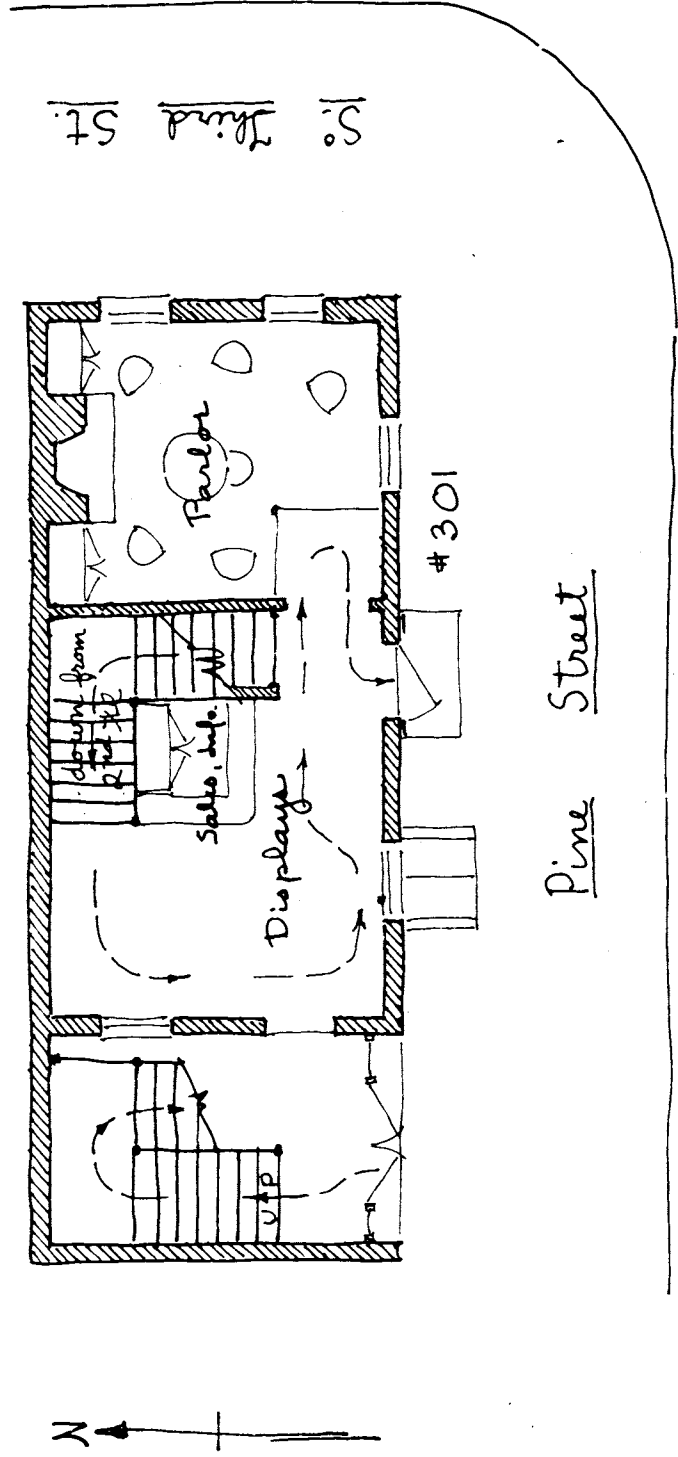 So. Third St.
Parlor
#301
down from
2nd flr
Sales, Info.
Displays
Pine Street
UP
N